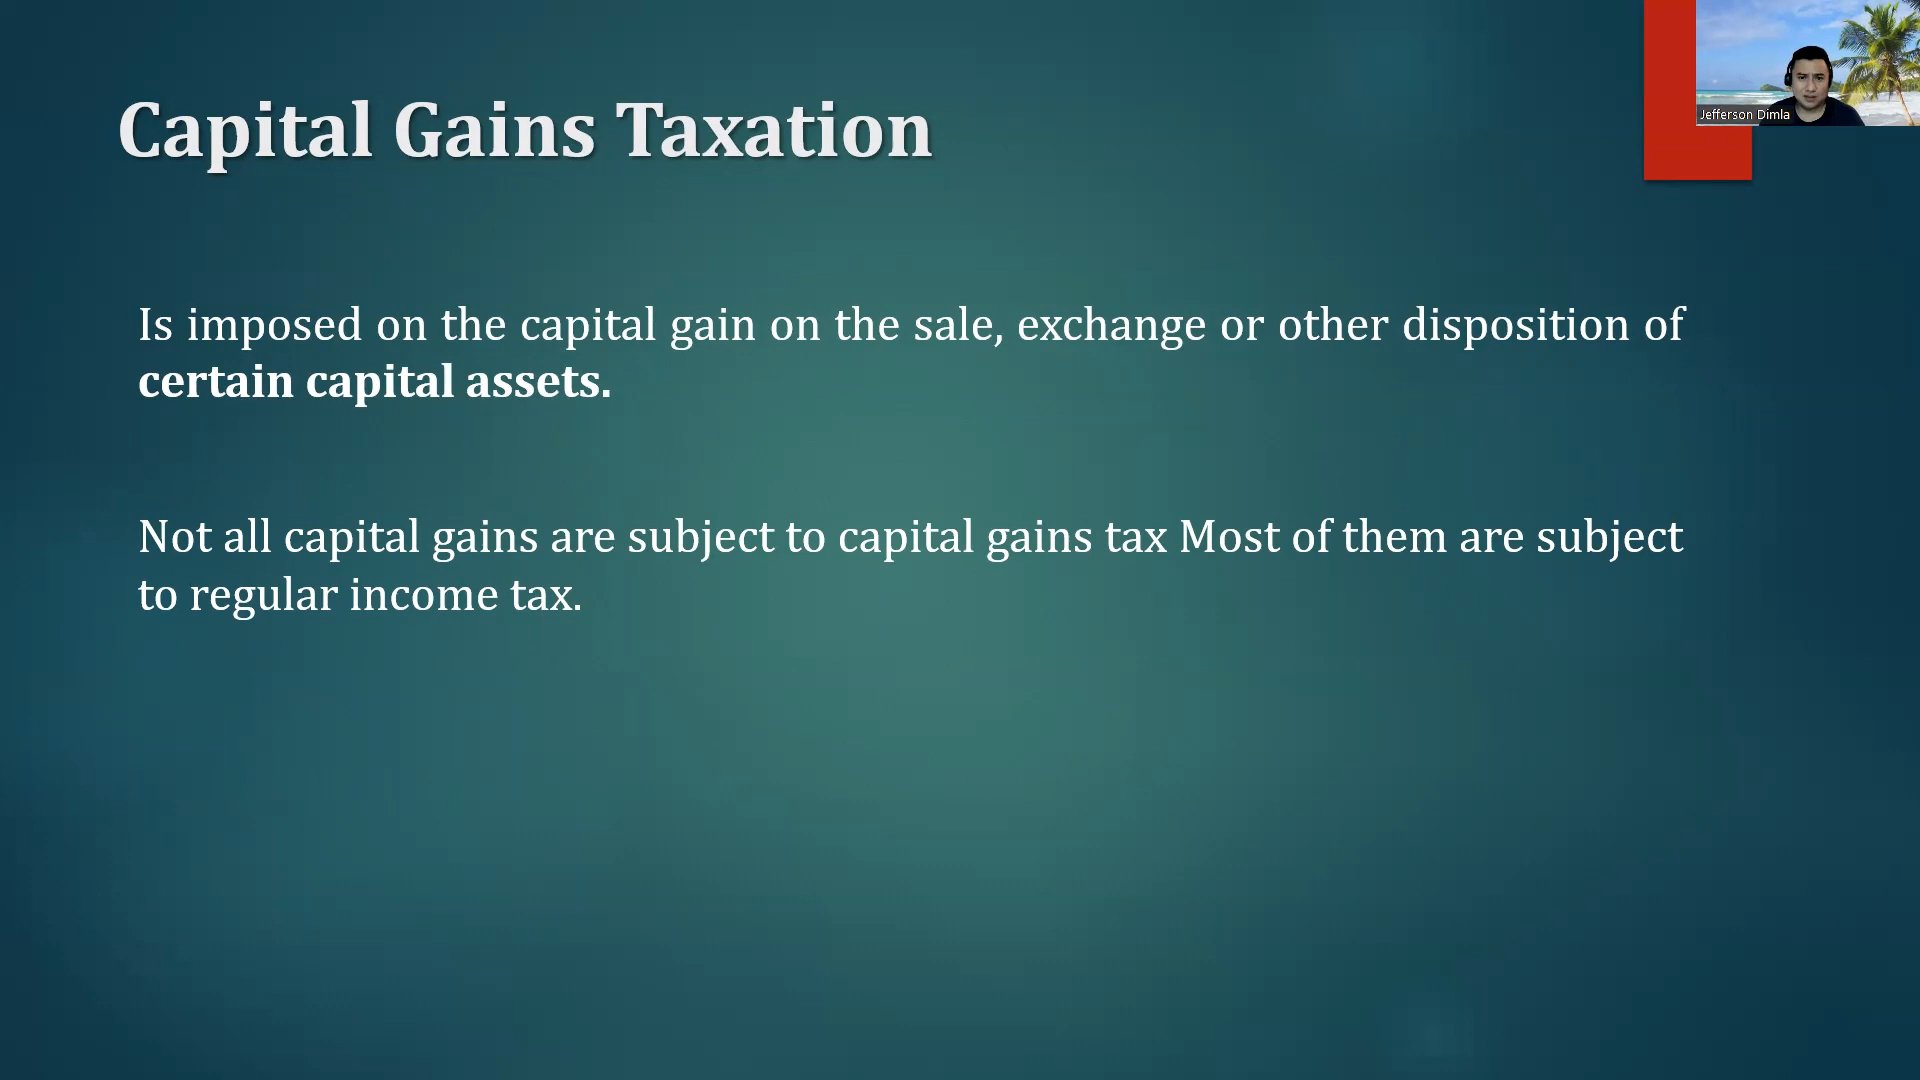 Capital Gains Taxation
Jefferson Dimla
Is imposed on the capital gain on the sale, exchange or other disposition of
certain capital assets.
Not all capital gains are subject to capital gains tax Most of them are subject
to regular income tax.